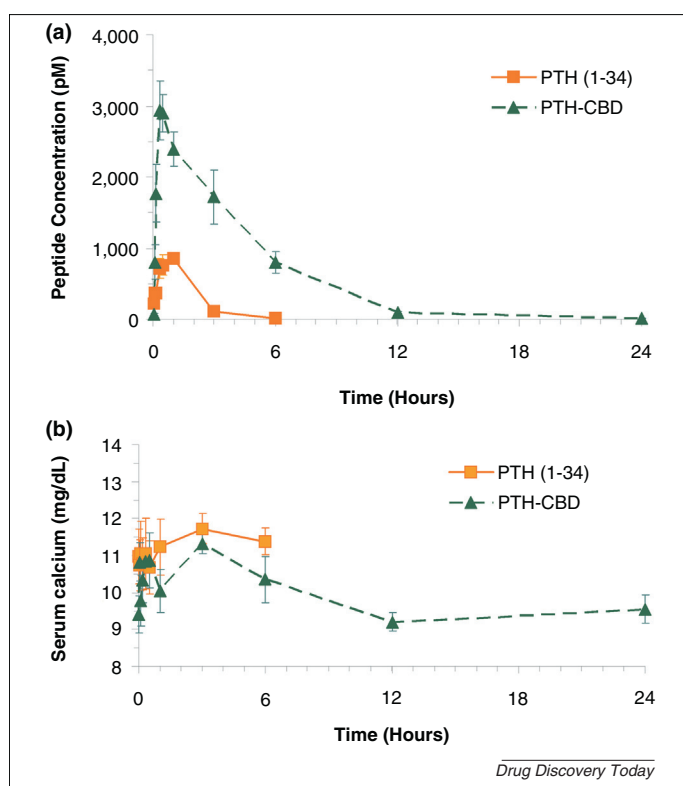 (a)
4,000
3,000
2,000
1,000
0
Peptide Concentration (pM)
PTH (1-34)
PTH-CBD
0 6 12 18 24
Time (Hours)
(b)
14
13
12
11
10
9
8
Serum calcium (mg/dL)
PTH (1-34)
PTH-CBD
0 6 12 18 24
Time (Hours)
Drug Discovery Today